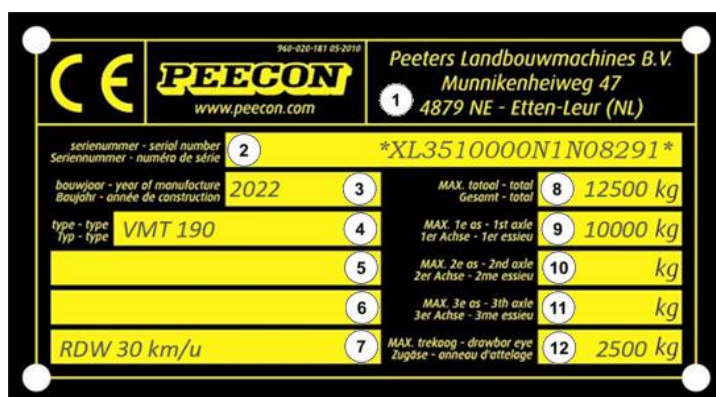 960-020-181 05-2010
CE PEECON
www.peecon.com
Peeters Landbouwmachines B.V.
Munnikenheiweg 47
1 4879 NE - Etten-Leur (NL)
serienummer - serial number
Seriennummer - numéro de série
2 *XL3510000N1N08291*
bouwjaar - year of manufacture
Baujahr - année de construction
2022 3
MAX. totaal - total
Gesamt - total
8 12500 kg
type - type
Typ - type
VMT 190 4
MAX. 1e as - 1st axle
1er Achse - 1er essieu
9 10000 kg
5
MAX. 2e as - 2nd axle
2er Achse - 2me essieu
10 kg
6
MAX. 3e as - 3th axle
3er Achse - 3me essieu
11 kg
RDW 30 km/u 7
MAX. trekoog - drawbar eye
Zugöse - anneau d'attelage
12 2500 kg